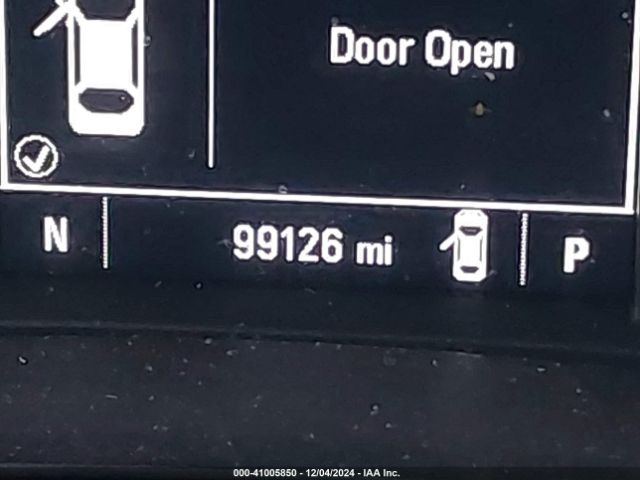 Door Open
N 99126 mi P
000-41005850 - 12/04/2024 - IAA Inc.